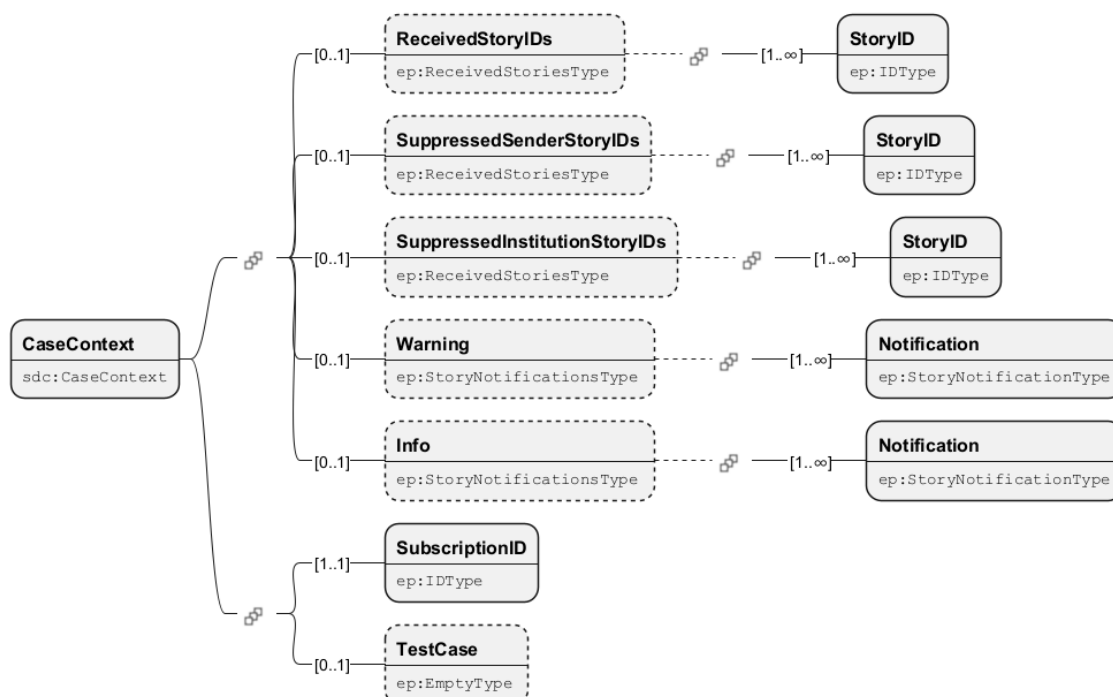 [0..1]
ReceivedStoryIDs
ep:ReceivedStoriesType
[1..∞]
StoryID
ep:IDType
[0..1]
SuppressedSenderStoryIDs
ep:ReceivedStoriesType
[1..∞]
StoryID
ep:IDType
[0..1]
SuppressedInstitutionStoryIDs
ep:ReceivedStoriesType
[1..∞]
StoryID
ep:IDType
CaseContext
sdc:CaseContext
[0..1]
Warning
ep:StoryNotificationsType
[1..∞]
Notification
ep:StoryNotificationType
[0..1]
Info
ep:StoryNotificationsType
[1..∞]
Notification
ep:StoryNotificationType
[1..1]
SubscriptionID
ep:IDType
[0..1]
TestCase
ep:EmptyType